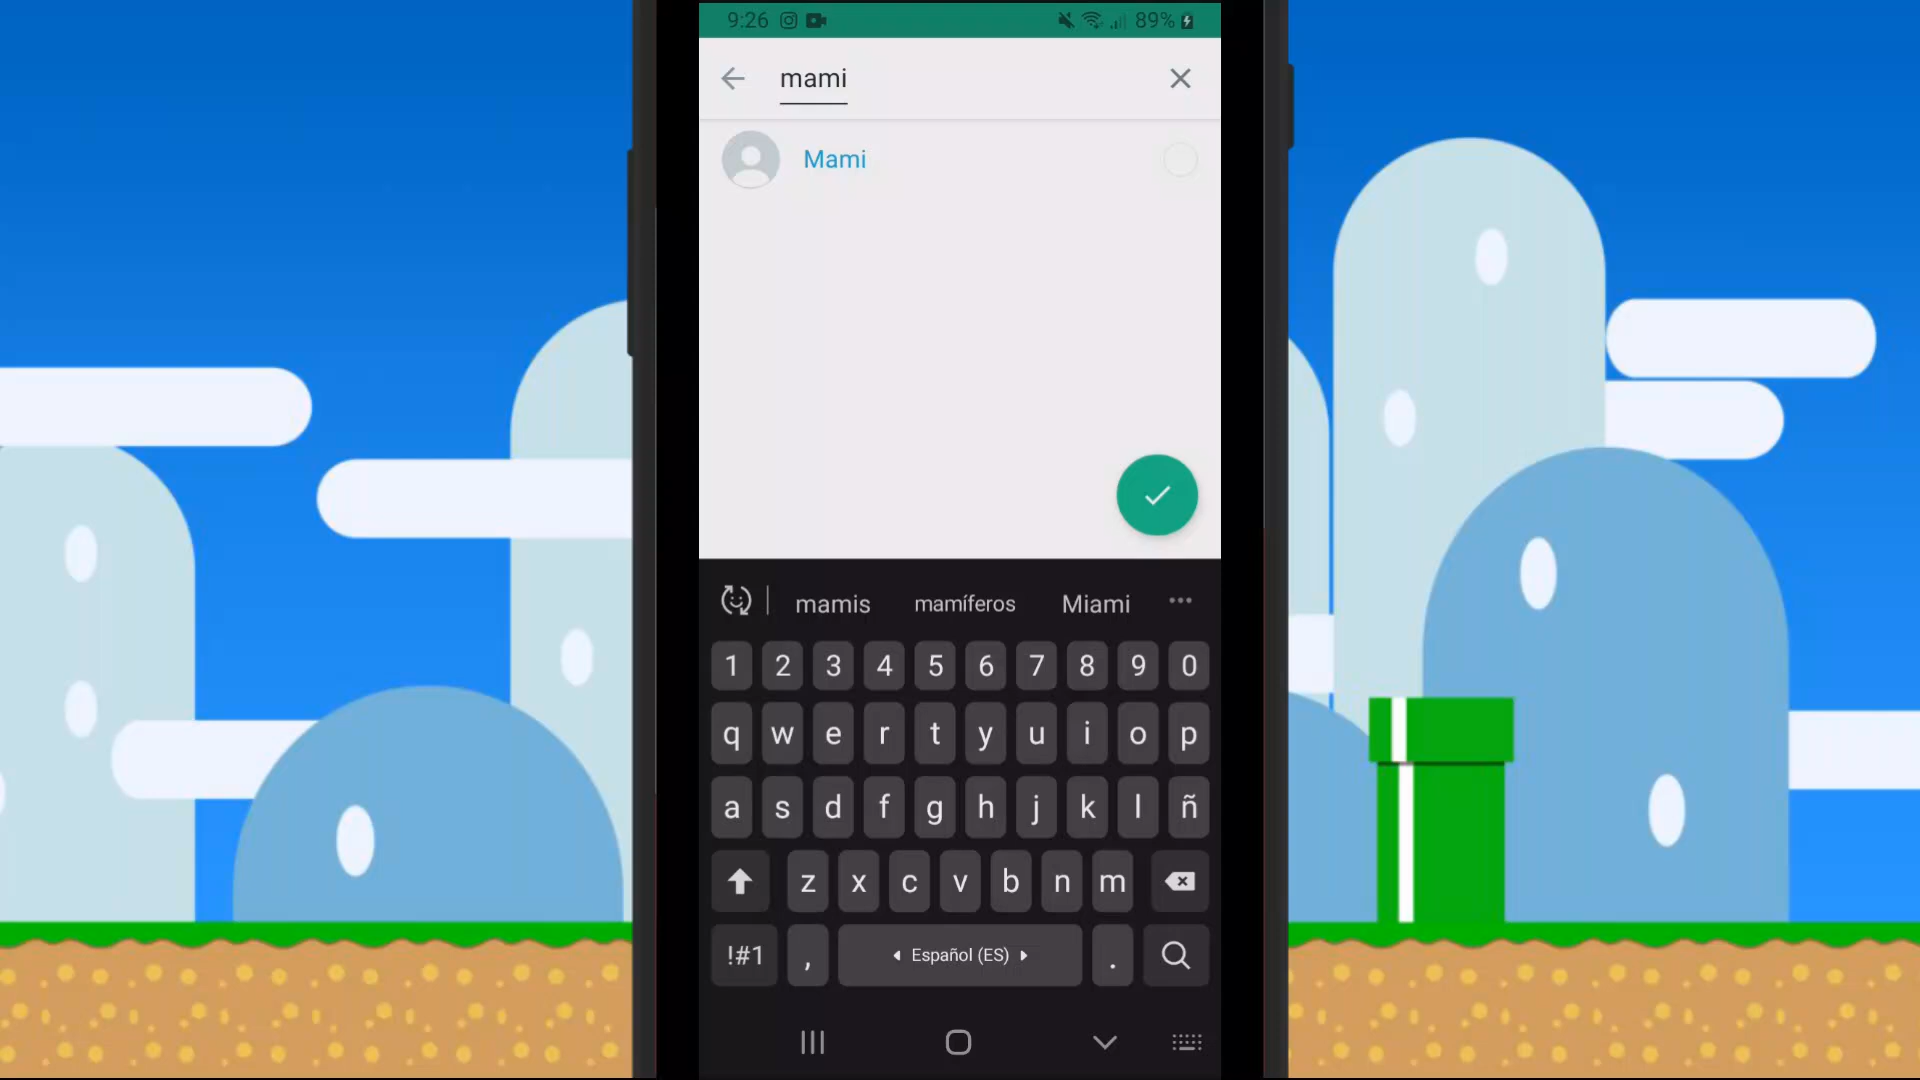 9:26 89%
mami
Mami
mamis mamíferos Miami
1 2 3 4 5 6 7 8 9 0
q w e r t y u i o p
a s d f g h j k l ñ
z x c v b n m
!#1 , Español (ES) .